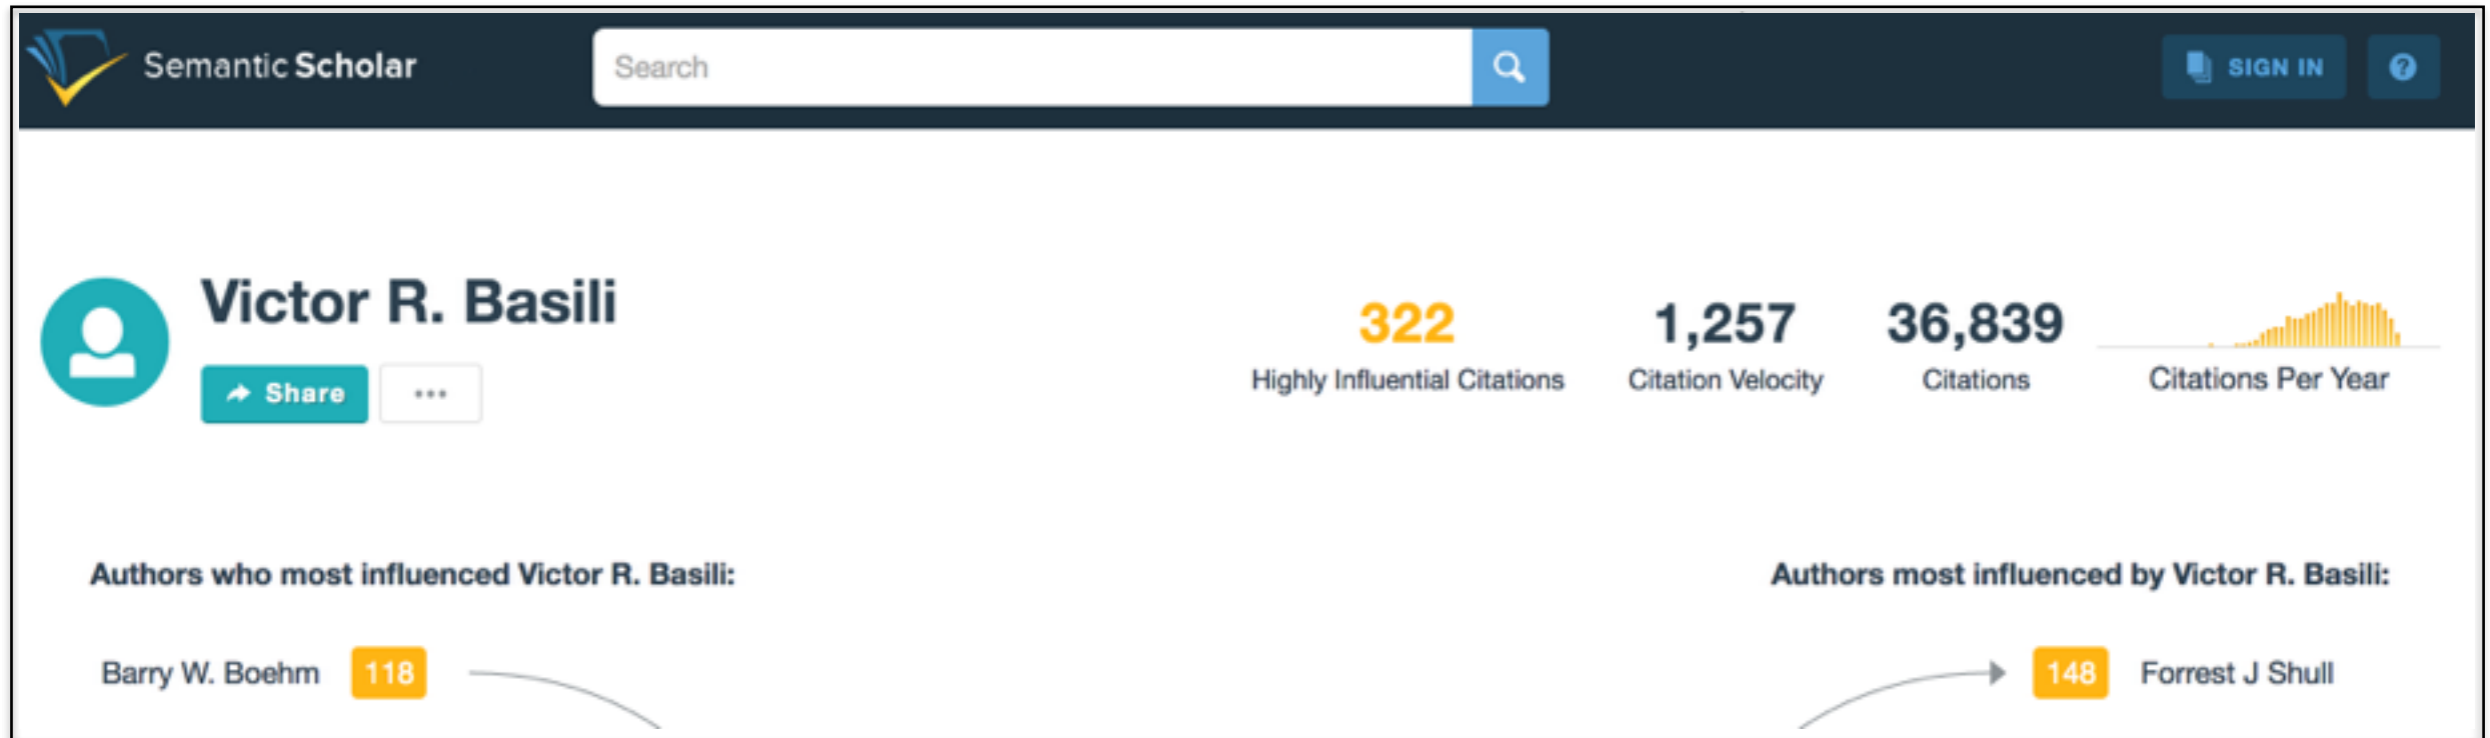 Semantic Scholar
Search
SIGN IN
?
Victor R. Basili
Share
...
322
Highly Influential Citations
1,257
Citation Velocity
36,839
Citations
Citations Per Year
Authors who most influenced Victor R. Basili:
Authors most influenced by Victor R. Basili:
Barry W. Boehm 118
148 Forrest J Shull